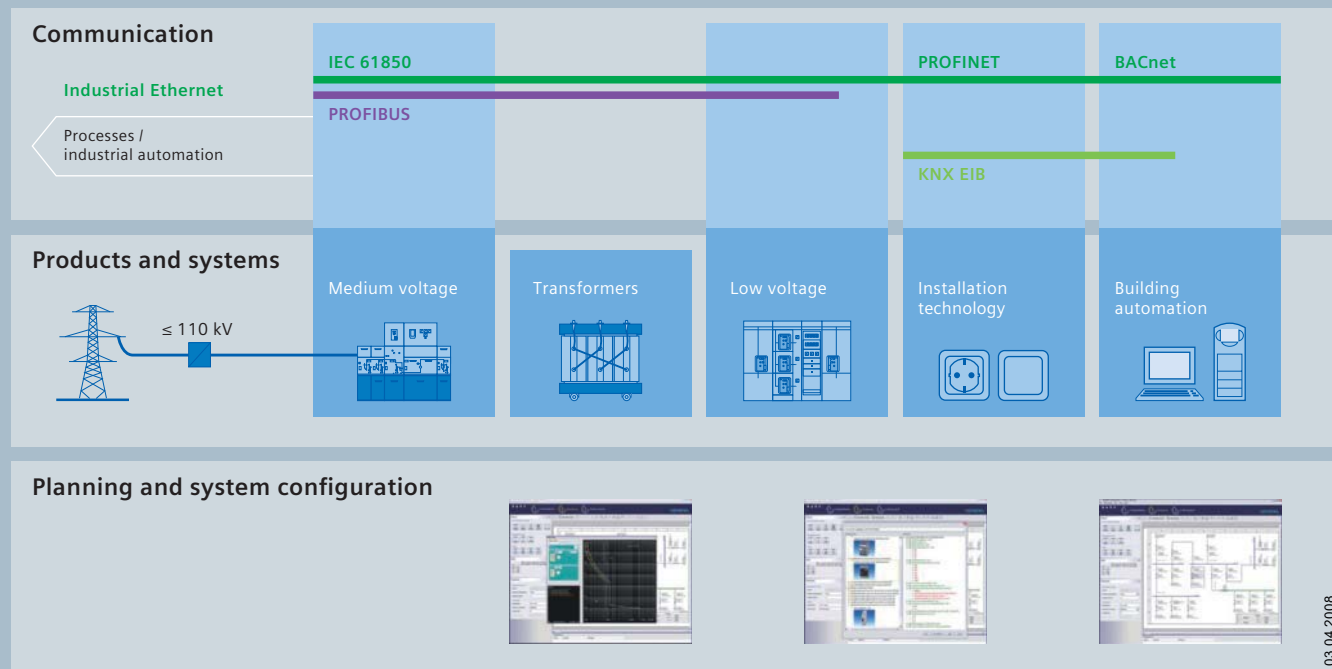 Communication
IEC 61850
PROFINET
BACnet
Industrial Ethernet
PROFIBUS
Processes /
industrial automation
KNX EIB
Products and systems
Medium voltage
Transformers
Low voltage
Installation
technology
Building
automation
≤ 110 kV
Planning and system configuration
03.04.2008